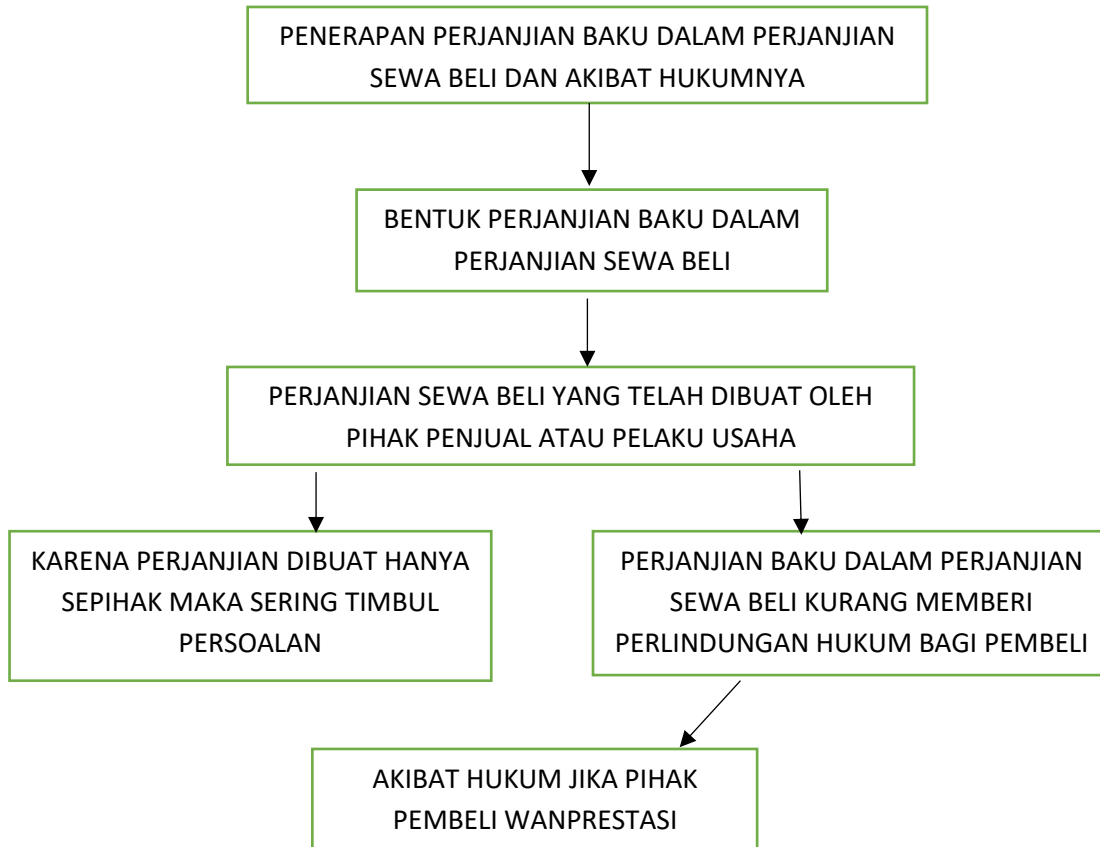 PENERAPAN PERJANJIAN BAKU DALAM PERJANJIAN
SEWA BELI DAN AKIBAT HUKUMNYA
BENTUK PERJANJIAN BAKU DALAM
PERJANJIAN SEWA BELI
PERJANJIAN SEWA BELI YANG TELAH DIBUAT OLEH
PIHAK PENJUAL ATAU PELAKU USAHA
KARENA PERJANJIAN DIBUAT HANYA
SEPIHAK MAKA SERING TIMBUL
PERSOALAN
PERJANJIAN BAKU DALAM PERJANJIAN
SEWA BELI KURANG MEMBERI
PERLINDUNGAN HUKUM BAGI PEMBELI
AKIBAT HUKUM JIKA PIHAK
PEMBELI WANPRESTASI